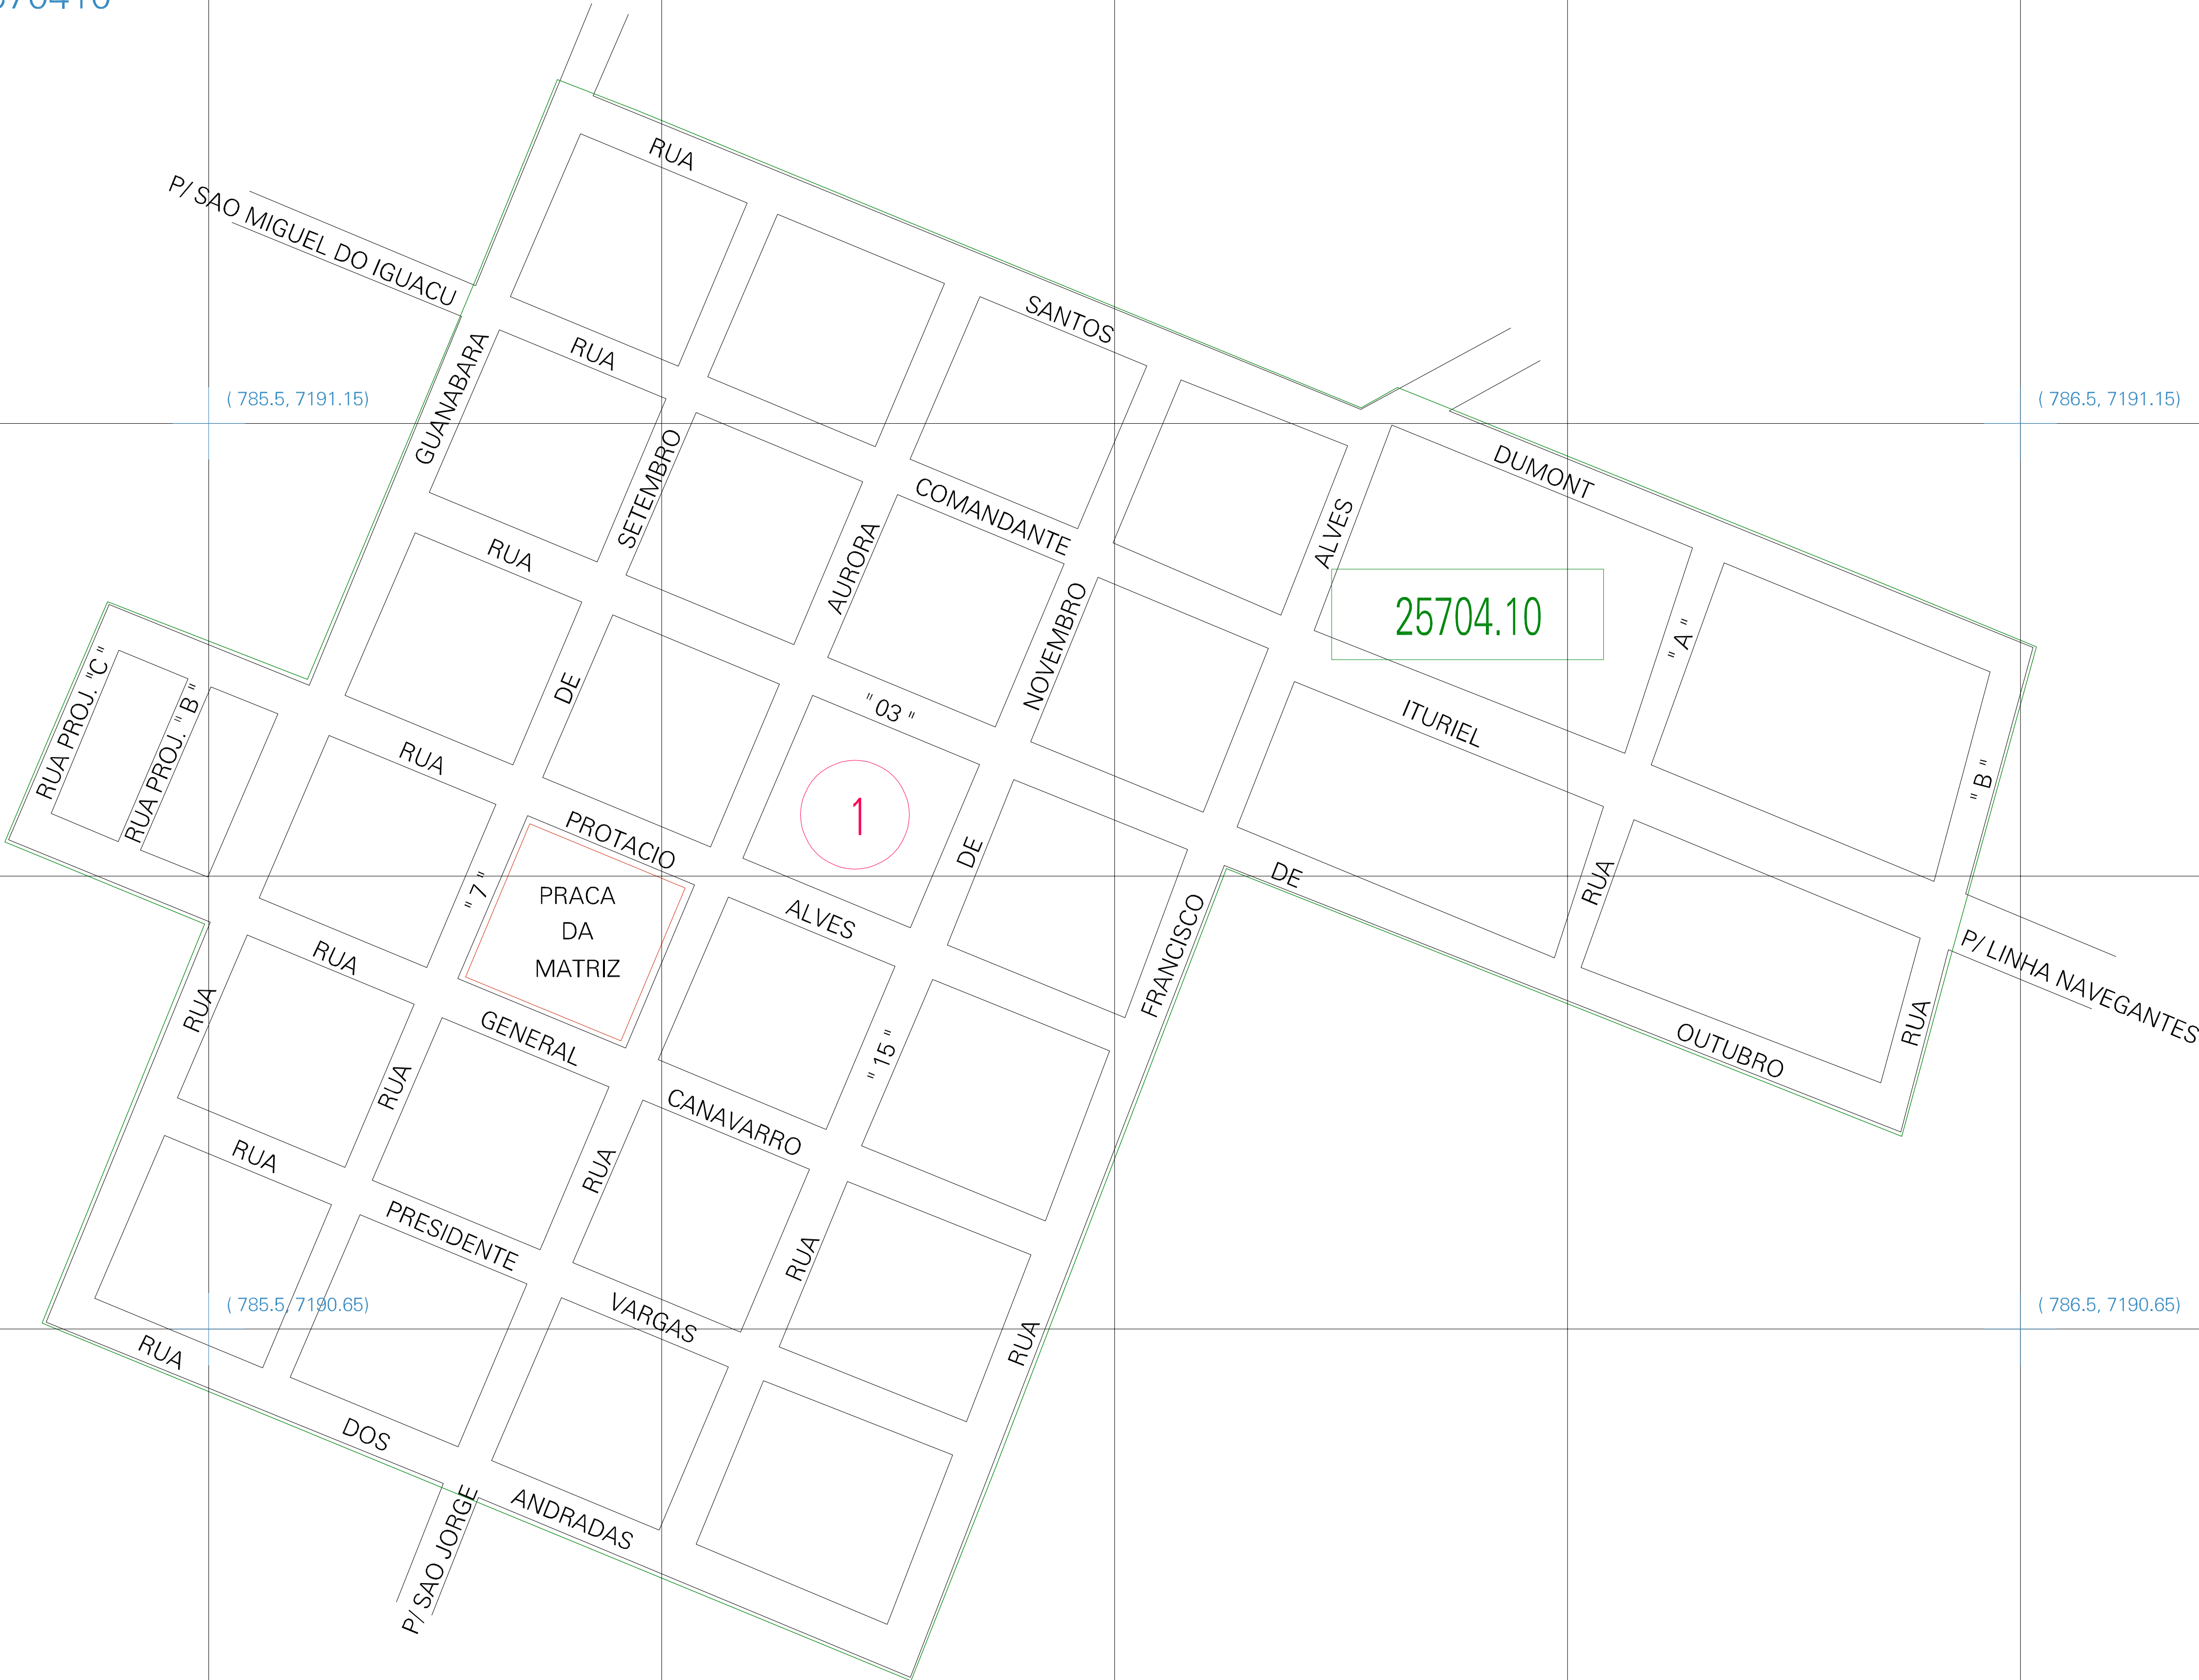 RUA
P/ SAO MIGUEL DO IGUACU
SANTOS
RUA
GUANABARA
( 785.5, 7191.15)
( 786.5, 7191.15)
SETEMBRO
DUMONT
COMANDANTE
ALVES
RUA
AURORA
25704.10
NOVEMBRO
" A "
RUA PROJ. "C"
RUA PROJ. " B "
DE
" 03 "
ITURIEL
RUA
" B "
1
PROTACIO
DE
DE
RUA
" 7 "
PRACA
DA
MATRIZ
ALVES
FRANCISCO
P/ LINHA NAVEGANTES
RUA
RUA
GENERAL
" 15 "
RUA
OUTUBRO
RUA
CANAVARRO
RUA
RUA
PRESIDENTE
RUA
( 785.5, 7190.65)
( 786.5, 7190.65)
VARGAS
RUA
RUA
DOS
ANDRADAS
P/ SAO JORGE